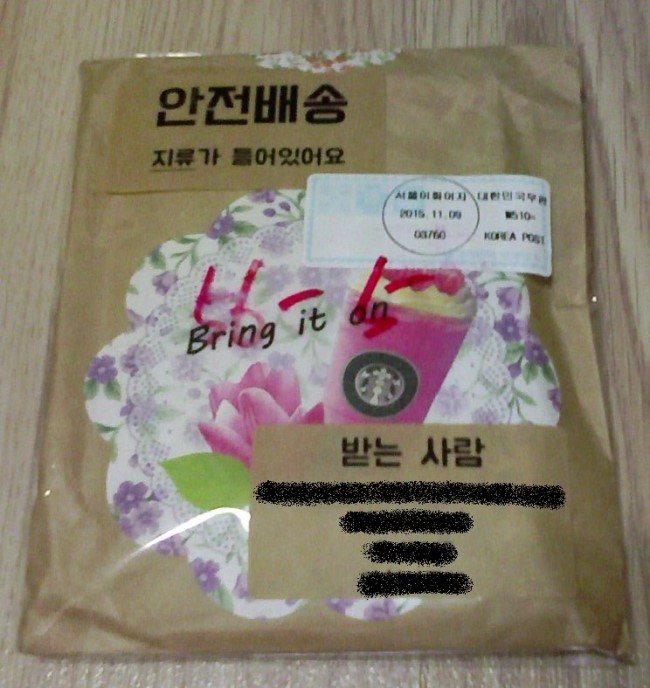 안전배송
지류가 들어있어요
서울이화여자 대한민국우편
2015.11.09 ₩510
03760 KOREA POST
Bring it on
받는 사람